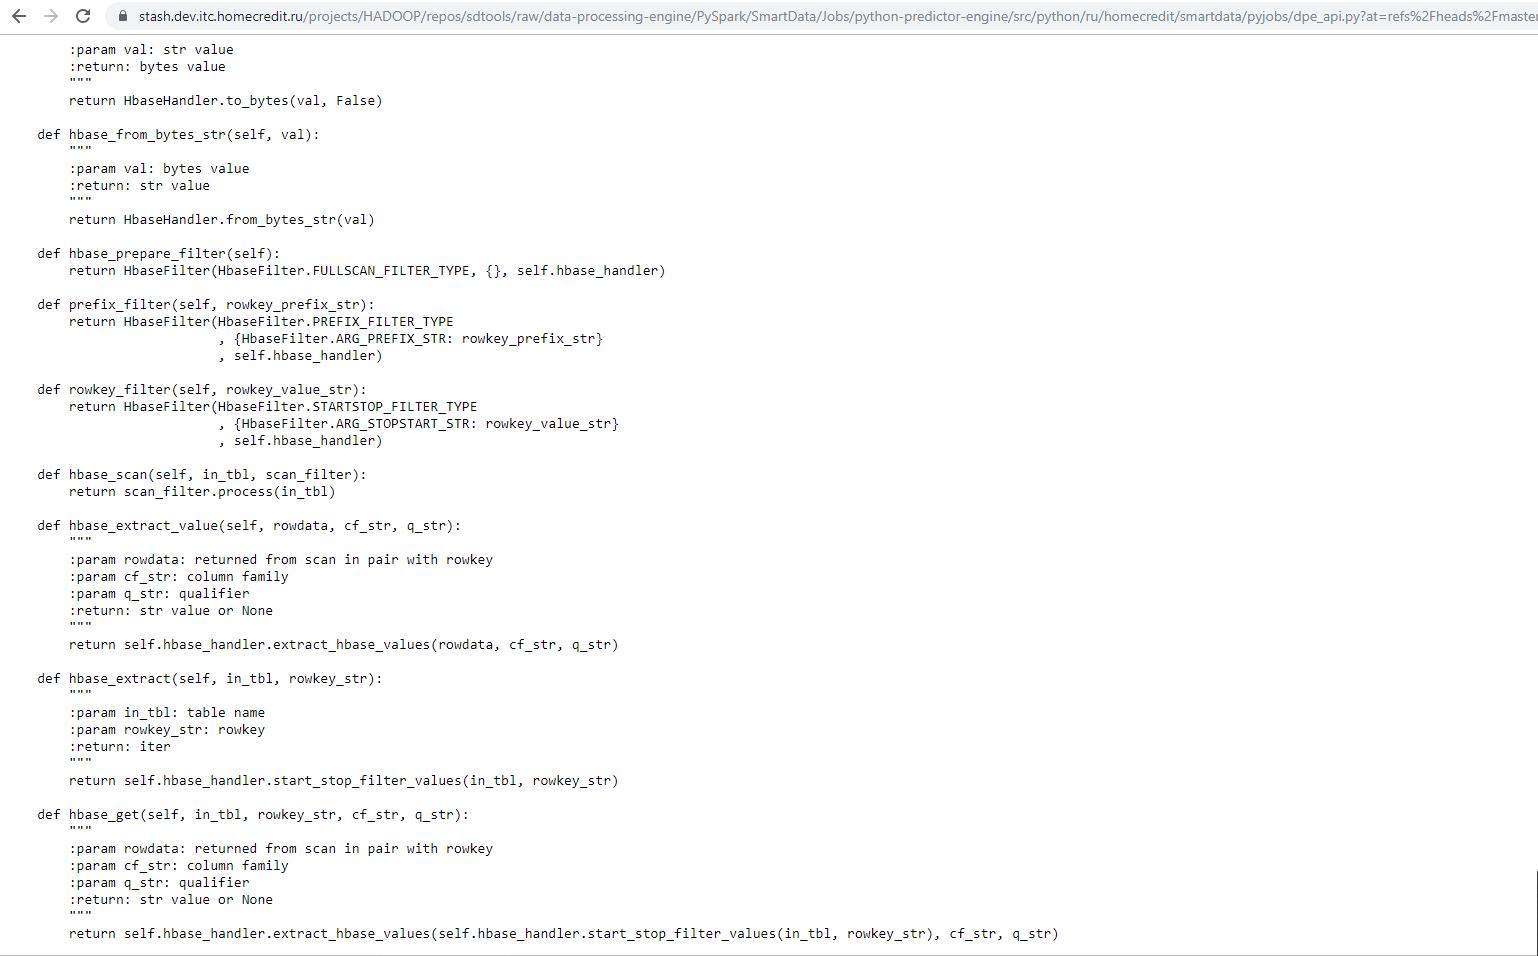 stash.dev.itc.homecredit.ru/projects/HADOOP/repos/sdtools/raw/data-processing-engine/PySpark/SmartData/Jobs/python-predictor-engine/src/python/ru/homecredit/smartdata/pyjobs/dpe_api.py?at=refs%2Fheads%2Fmaster
        :param val: str value
        :return: bytes value
        """
        return HbaseHandler.to_bytes(val, False)
    def hbase_from_bytes_str(self, val):
        """
        :param val: bytes value
        :return: str value
        """
        return HbaseHandler.from_bytes_str(val)
    def hbase_prepare_filter(self):
        return HbaseFilter(HbaseFilter.FULLSCAN_FILTER_TYPE, {}, self.hbase_handler)
    def prefix_filter(self, rowkey_prefix_str):
        return HbaseFilter(HbaseFilter.PREFIX_FILTER_TYPE
                           , {HbaseFilter.ARG_PREFIX_STR: rowkey_prefix_str}
                           , self.hbase_handler)
    def rowkey_filter(self, rowkey_value_str):
        return HbaseFilter(HbaseFilter.STARTSTOP_FILTER_TYPE
                           , {HbaseFilter.ARG_STOPSTART_STR: rowkey_value_str}
                           , self.hbase_handler)
    def hbase_scan(self, in_tbl, scan_filter):
        return scan_filter.process(in_tbl)
    def hbase_extract_value(self, rowdata, cf_str, q_str):
        """
        :param rowdata: returned from scan in pair with rowkey
        :param cf_str: column family
        :param q_str: qualifier
        :return: str value or None
        """
        return self.hbase_handler.extract_hbase_values(rowdata, cf_str, q_str)
    def hbase_extract(self, in_tbl, rowkey_str):
        """
        :param in_tbl: table name
        :param rowkey_str: rowkey
        :return: iter
        """
        return self.hbase_handler.start_stop_filter_values(in_tbl, rowkey_str)
    def hbase_get(self, in_tbl, rowkey_str, cf_str, q_str):
        """
        :param rowdata: returned from scan in pair with rowkey
        :param cf_str: column family
        :param q_str: qualifier
        :return: str value or None
        """
        return self.hbase_handler.extract_hbase_values(self.hbase_handler.start_stop_filter_values(in_tbl, rowkey_str), cf_str, q_str)